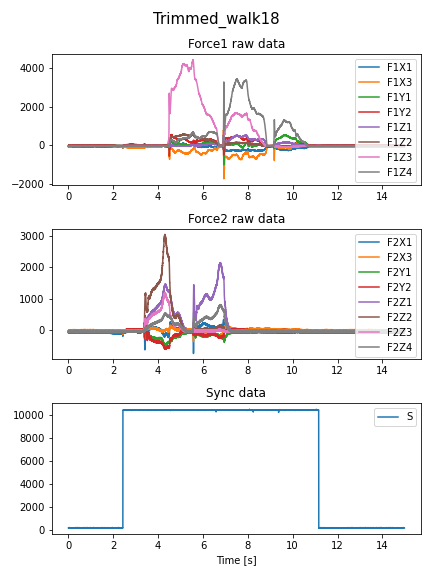 Trimmed_walk18
Force1 raw data
4000
2000
0
−2000
0 2 4 6 8 10 12 14
F1X1
F1X3
F1Y1
F1Y2
F1Z1
F1Z2
F1Z3
F1Z4
Force2 raw data
3000
2000
1000
0
0 2 4 6 8 10 12 14
F2X1
F2X3
F2Y1
F2Y2
F2Z1
F2Z2
F2Z3
F2Z4
Sync data
10000
8000
6000
4000
2000
0
0 2 4 6 8 10 12 14
S
Time [s]